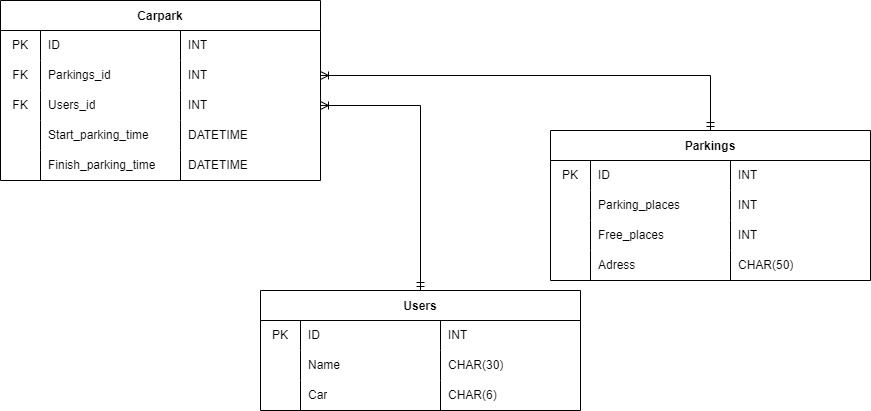 Carpark
PK ID INT
FK Parkings_id INT
FK Users_id INT
Start_parking_time DATETIME
Finish_parking_time DATETIME
Parkings
PK ID INT
Parking_places INT
Free_places INT
Adress CHAR(50)
Users
PK ID INT
Name CHAR(30)
Car CHAR(6)